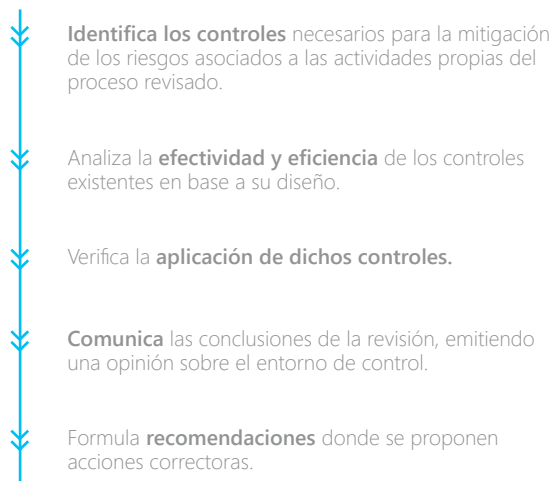 Identifica los controles necesarios para la mitigación
de los riesgos asociados a las actividades propias del
proceso revisado.
Analiza la efectividad y eficiencia de los controles
existentes en base a su diseño.
Verifica la aplicación de dichos controles.
Comunica las conclusiones de la revisión, emitiendo
una opinión sobre el entorno de control.
Formula recomendaciones donde se proponen
acciones correctoras.